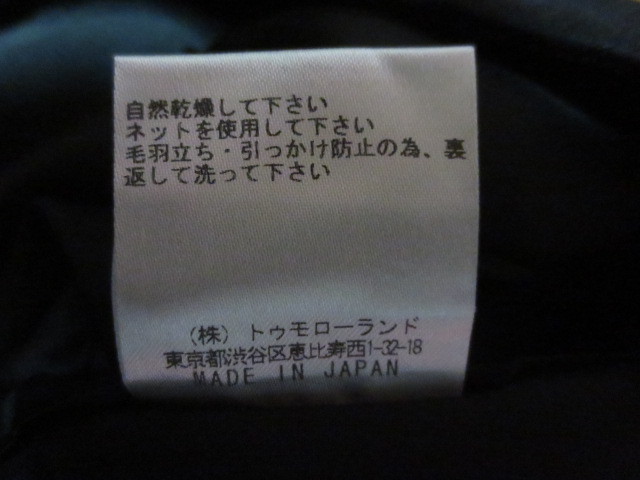 自然乾燥して下さい
ネットを使用して下さい
毛羽立ち・引っかけ防止の為、裏
返して洗って下さい
(株) トゥモローランド
東京都渋谷区恵比寿西1-32-18
MADE IN JAPAN